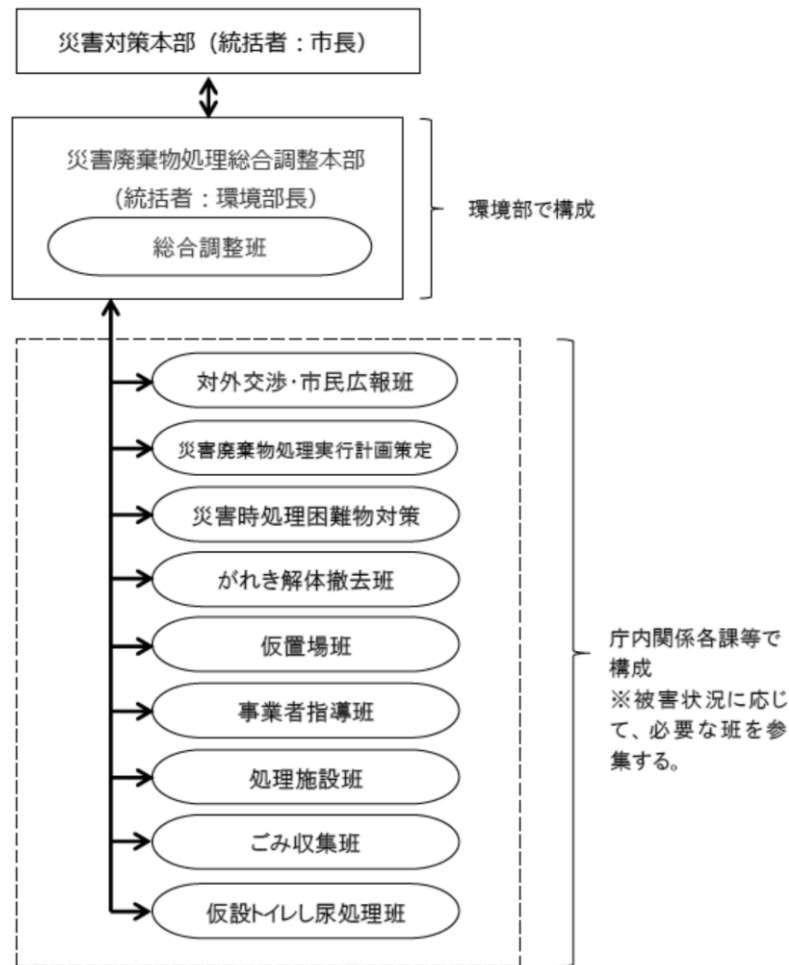 災害対策本部（統括者：市長）
災害廃棄物処理総合調整本部
（統括者：環境部長）
総合調整班
環境部で構成
対外交渉・市民広報班
災害廃棄物処理実行計画策定
災害時処理困難物対策
がれき解体撤去班
仮置場班
事業者指導班
処理施設班
ごみ収集班
仮設トイレし尿処理班
庁内関係各課等で
構成
※被害状況に応じ
て、必要な班を参
集する。